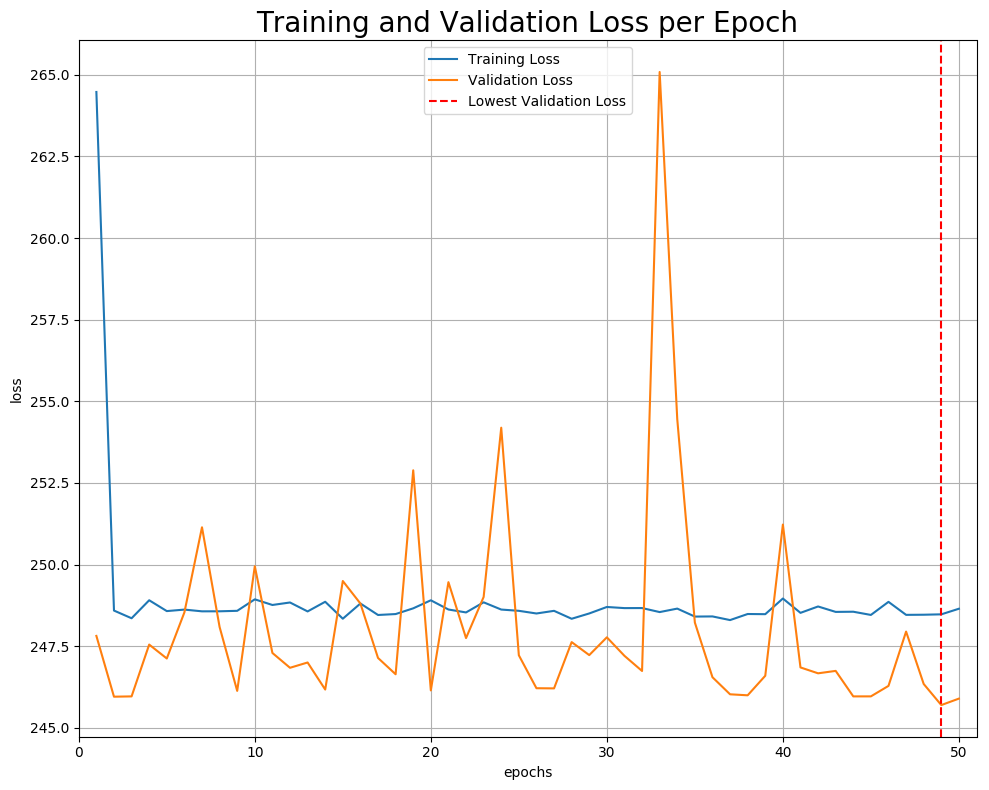 Training and Validation Loss per Epoch
Training Loss
Validation Loss
Lowest Validation Loss
265.0
262.5
260.0
257.5
255.0
252.5
250.0
247.5
245.0
loss
0 10 20 30 40 50
epochs